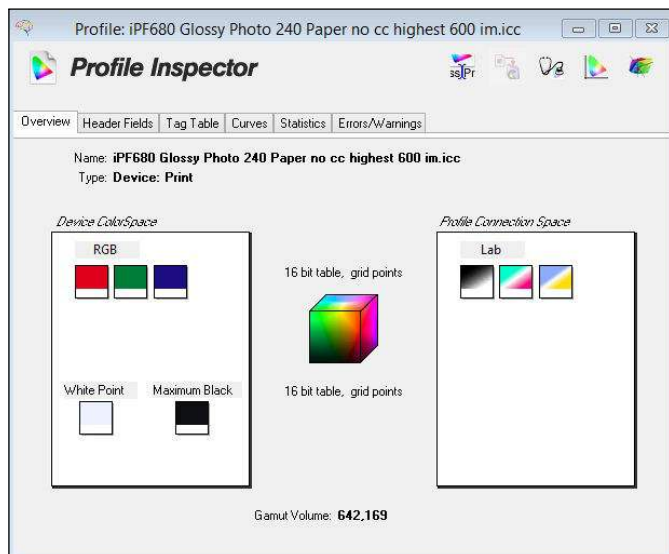 Profile: iPF680 Glossy Photo 240 Paper no cc highest 600 im.icc
Profile Inspector
Overview Header Fields Tag Table Curves Statistics Errors/Warnings
Name: iPF680 Glossy Photo 240 Paper no cc highest 600 im.icc
Type: Device: Print
Device ColorSpace Profile Connection Space
RGB Lab
16 bit table, grid points
White Point Maximum Black
16 bit table, grid points
Gamut Volume: 642,169